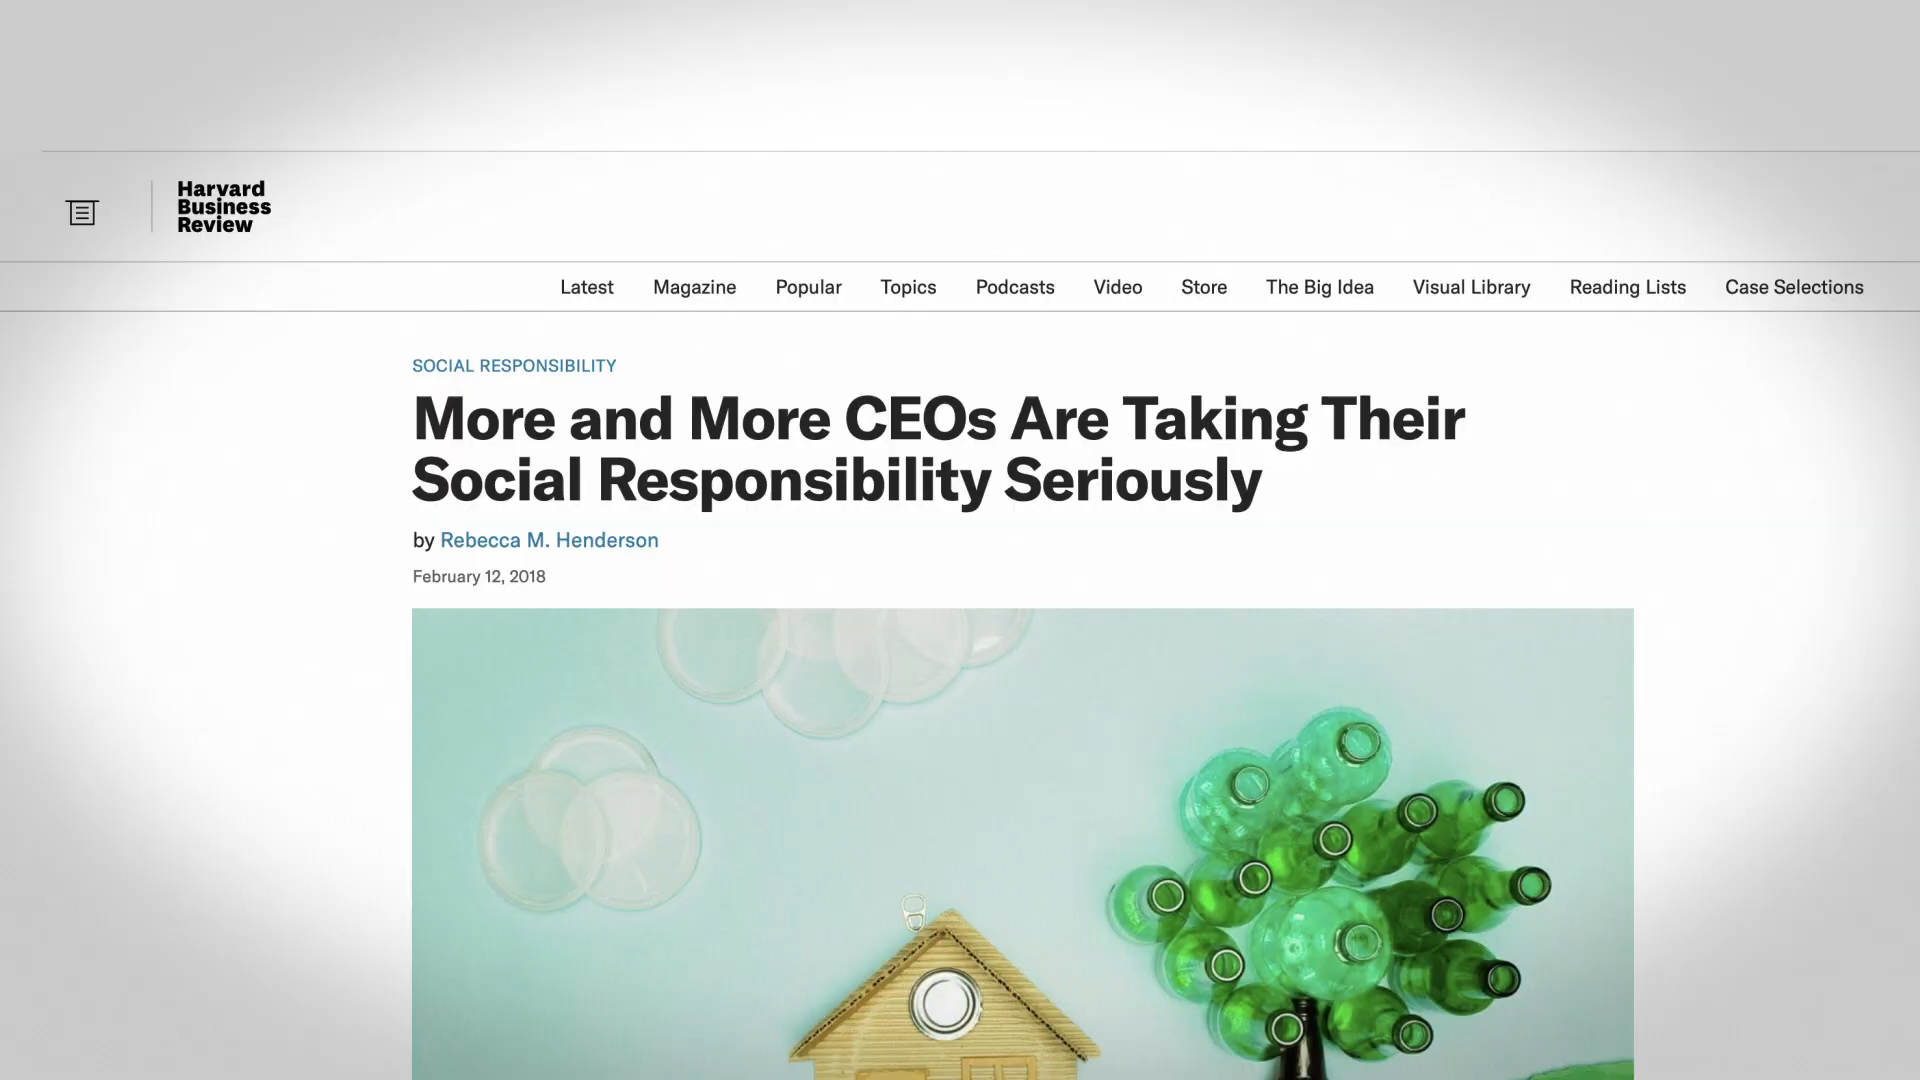 Harvard
Business
Review
Latest Magazine Popular Topics Podcasts Video Store The Big Idea Visual Library Reading Lists Case Selections
SOCIAL RESPONSIBILITY
More and More CEOs Are Taking Their
Social Responsibility Seriously
by Rebecca M. Henderson
February 12, 2018